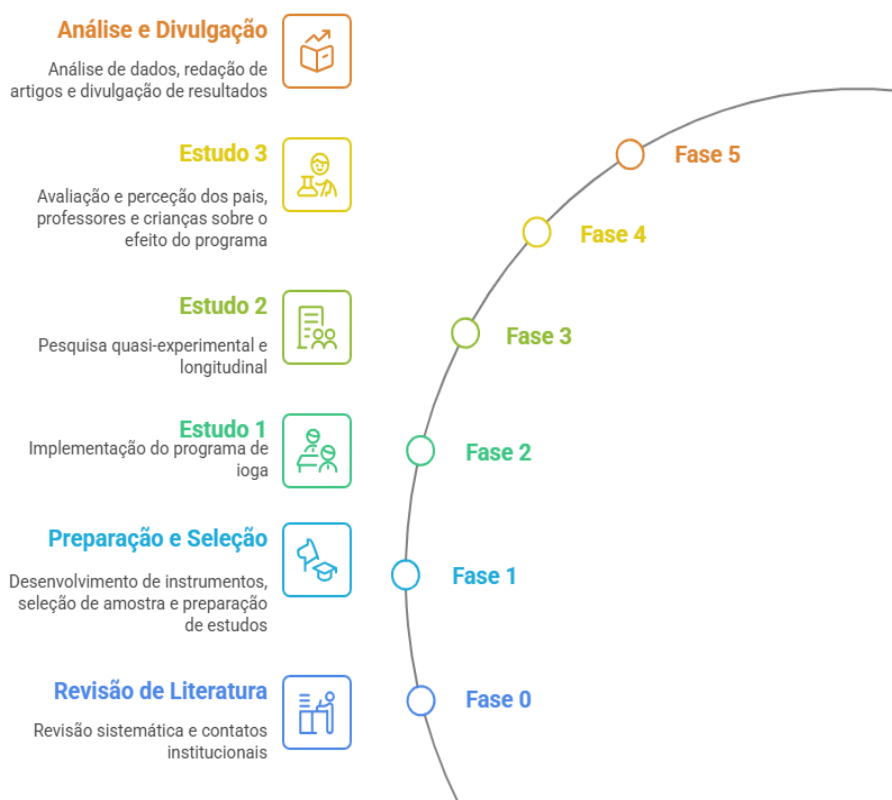 Análise e Divulgação
Análise de dados, redação de
artigos e divulgação de resultados
Fase 5
Estudo 3
Avaliação e perceção dos pais,
professores e crianças sobre o
efeito do programa
Fase 4
Estudo 2
Pesquisa quasi-experimental e
longitudinal
Fase 3
Estudo 1
Implementação do programa de
ioga
Fase 2
Preparação e Seleção
Desenvolvimento de instrumentos,
seleção de amostra e preparação
de estudos
Fase 1
Revisão de Literatura
Revisão sistemática e contatos
institucionais
Fase 0